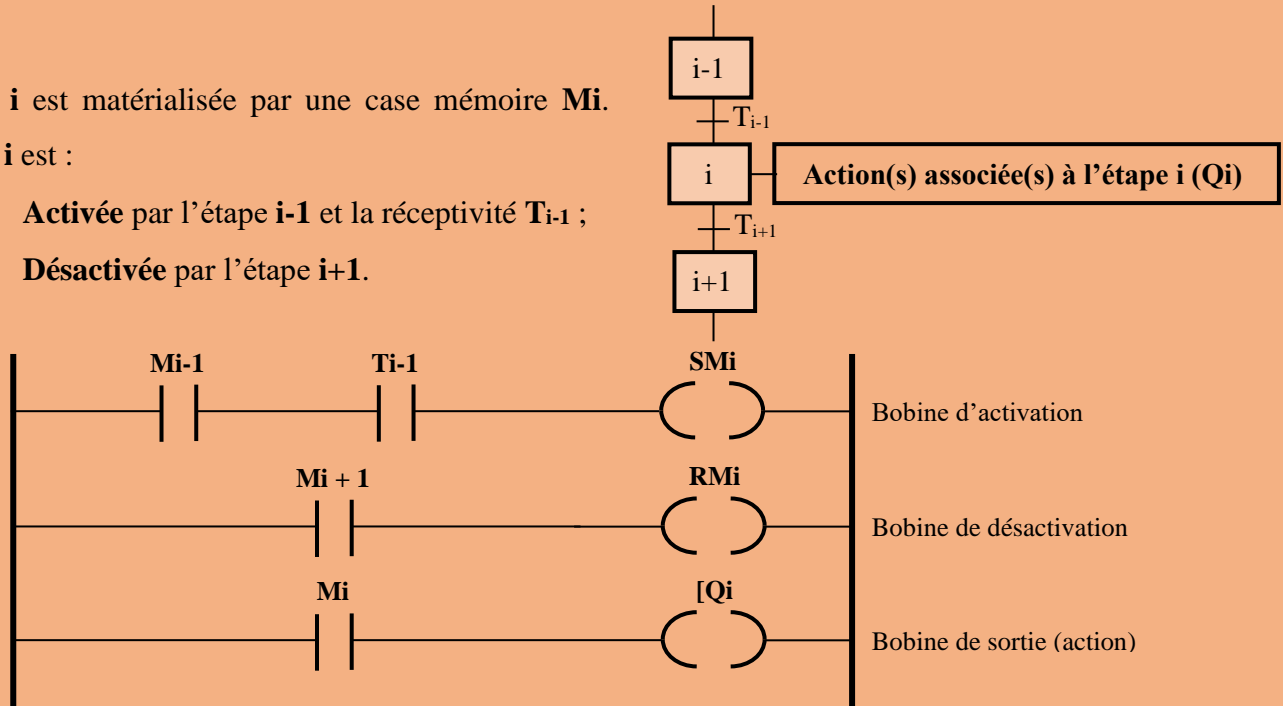 i est matérialisée par une case mémoire Mi.
i est :
Activée par l'étape i-1 et la réceptivité Ti-1 ;
Désactivée par l'étape i+1.
i-1
Ti-1
i
Action(s) associée(s) à l'étape i (Qi)
Ti+1
i+1
Mi-1 Ti-1 SMi
Bobine d'activation
Mi + 1 RMi
Bobine de désactivation
Mi [Qi
Bobine de sortie (action)